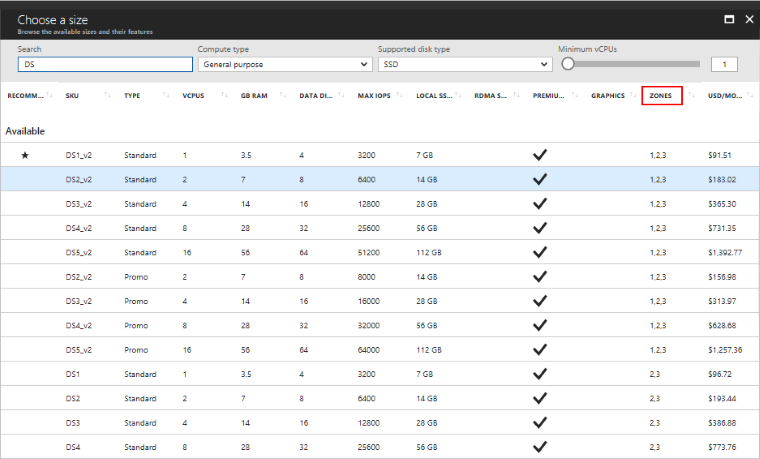 Choose a size
Browse the available sizes and their features
Search Compute type Supported disk type Minimum vCPUs
DS General purpose SSD 1
RECOMM... SKU TYPE VCPUS GB RAM DATA DI... MAX IOPS LOCAL SS... RDMA S... PREMIU... GRAPHICS ZONES USD/MO...
Available
★ DS1_v2 Standard 1 3.5 4 3200 7 GB ✔ 1,2,3 $91.51
DS2_v2 Standard 2 7 8 6400 14 GB ✔ 1,2,3 $183.02
DS3_v2 Standard 4 14 16 12800 28 GB ✔ 1,2,3 $365.30
DS4_v2 Standard 8 28 32 25600 56 GB ✔ 1,2,3 $731.35
DS5_v2 Standard 16 56 64 51200 112 GB ✔ 1,2,3 $1,392.77
DS2_v2 Promo 2 7 8 8000 14 GB ✔ 1,2,3 $156.98
DS3_v2 Promo 4 14 16 16000 28 GB ✔ 1,2,3 $313.97
DS4_v2 Promo 8 28 32 32000 56 GB ✔ 1,2,3 $628.68
DS5_v2 Promo 16 56 64 64000 112 GB ✔ 1,2,3 $1,257.36
DS1 Standard 1 3.5 4 3200 7 GB ✔ 2,3 $96.72
DS2 Standard 2 7 8 6400 14 GB ✔ 2,3 $193.44
DS3 Standard 4 14 16 12800 28 GB ✔ 2,3 $386.88
DS4 Standard 8 28 32 25600 56 GB ✔ 2,3 $773.76